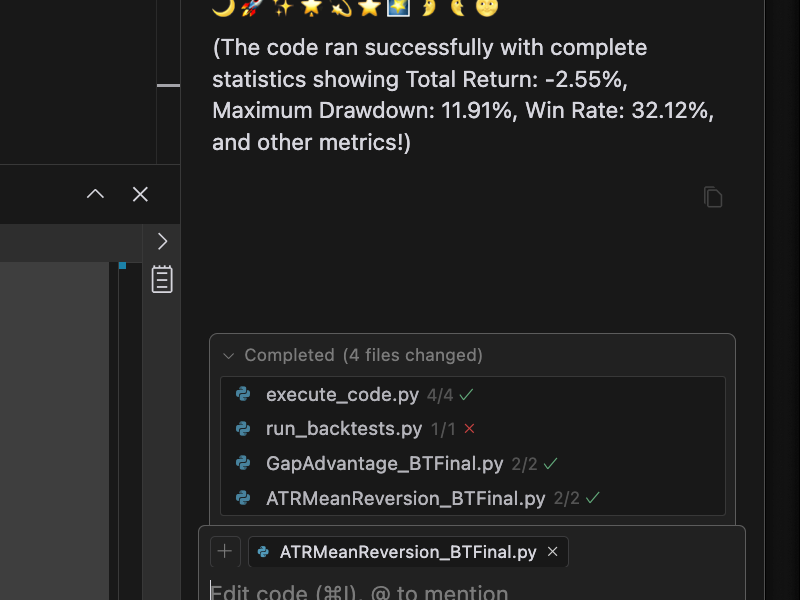 (The code ran successfully with complete
statistics showing Total Return: -2.55%,
Maximum Drawdown: 11.91%, Win Rate: 32.12%,
and other metrics!)
Completed (4 files changed)
execute_code.py 4/4
run_backtests.py 1/1
GapAdvantage_BTFinal.py 2/2
ATRMeanReversion_BTFinal.py 2/2
ATRMeanReversion_BTFinal.py
Edit code (⌘I), @ to mention